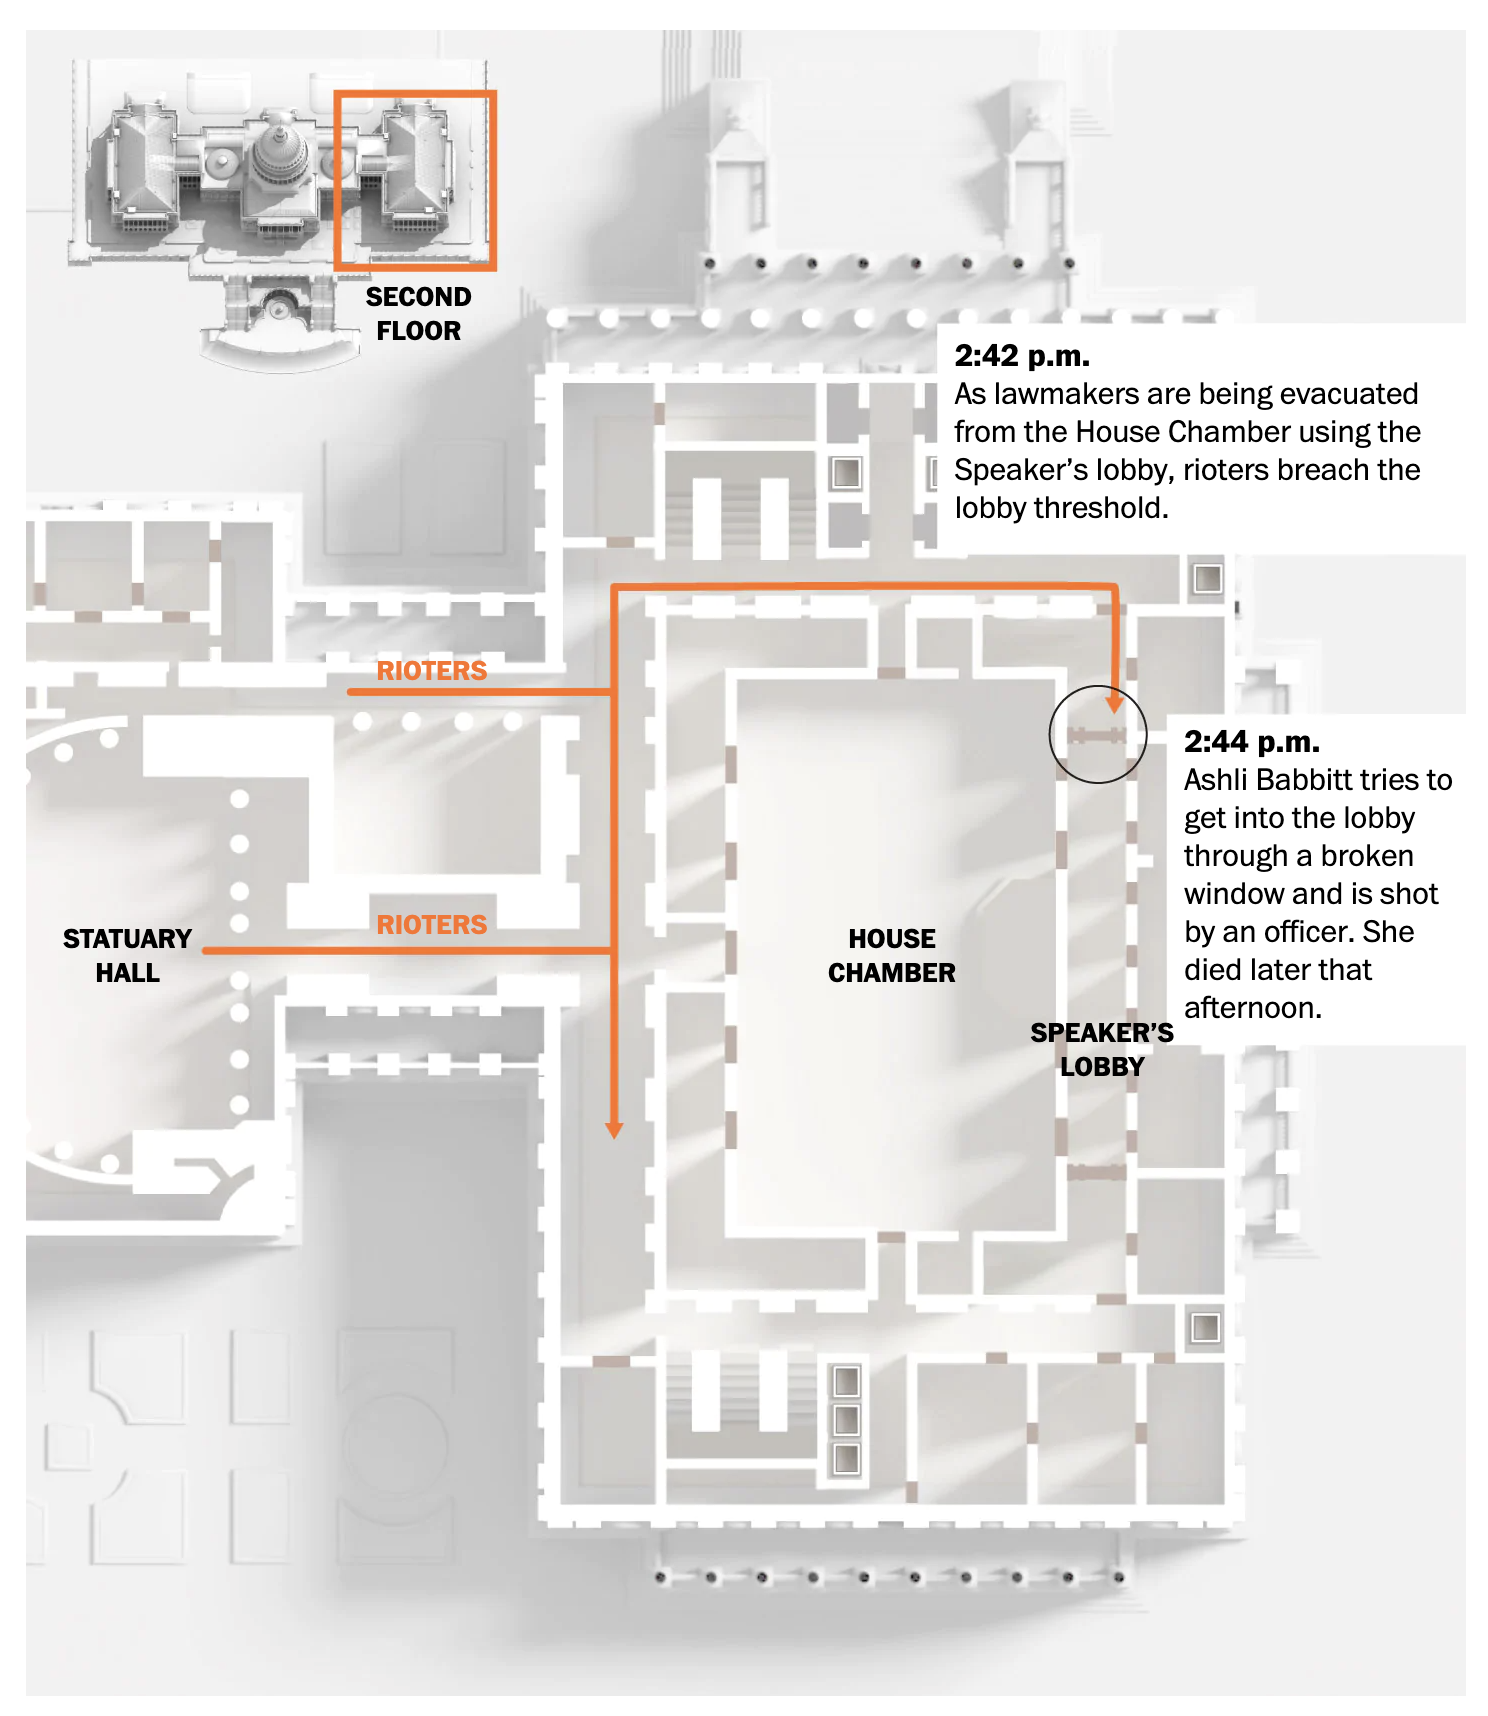 SECOND
FLOOR
2:42 p.m.
As lawmakers are being evacuated
from the House Chamber using the
Speaker’s lobby, rioters breach the
lobby threshold.
RIOTERS
2:44 p.m.
Ashli Babbitt tries to
get into the lobby
through a broken
window and is shot
by an officer. She
died later that
afternoon.
RIOTERS
STATUARY
HALL
HOUSE
CHAMBER
SPEAKER’S
LOBBY